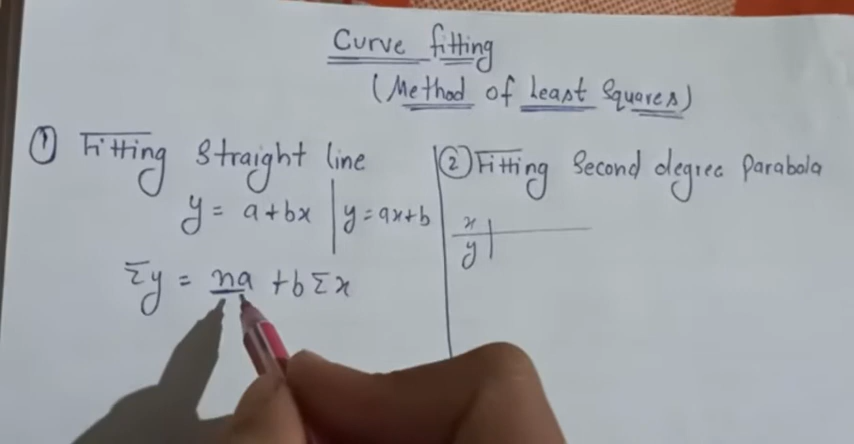 Curve fitting
(Method of Least Squares)
① Fitting Straight line
y = a+bx | y = ax+b
Σy = na + bΣx
② Fitting Second degree Parabola
x
y